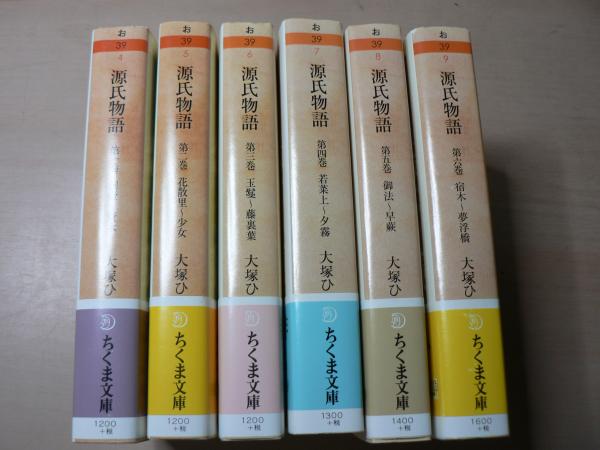 お
39
4
源氏物語
大塚ひ
ちくま文庫
1200
+税
お
39
5
源氏物語
第二巻 花散里~少女
大塚ひ
ちくま文庫
1200
+税
お
39
6
源氏物語
第三巻 玉鬘~藤裏葉
大塚ひ
ちくま文庫
1200
+税
お
39
7
源氏物語
第四巻 若菜上~夕霧
大塚ひ
ちくま文庫
1300
+税
お
39
8
源氏物語
第五巻 御法~早蕨
大塚ひ
ちくま文庫
1400
+税
お
39
9
源氏物語
第六巻 宿木~夢浮橋
大塚ひ
ちくま文庫
1600
+税